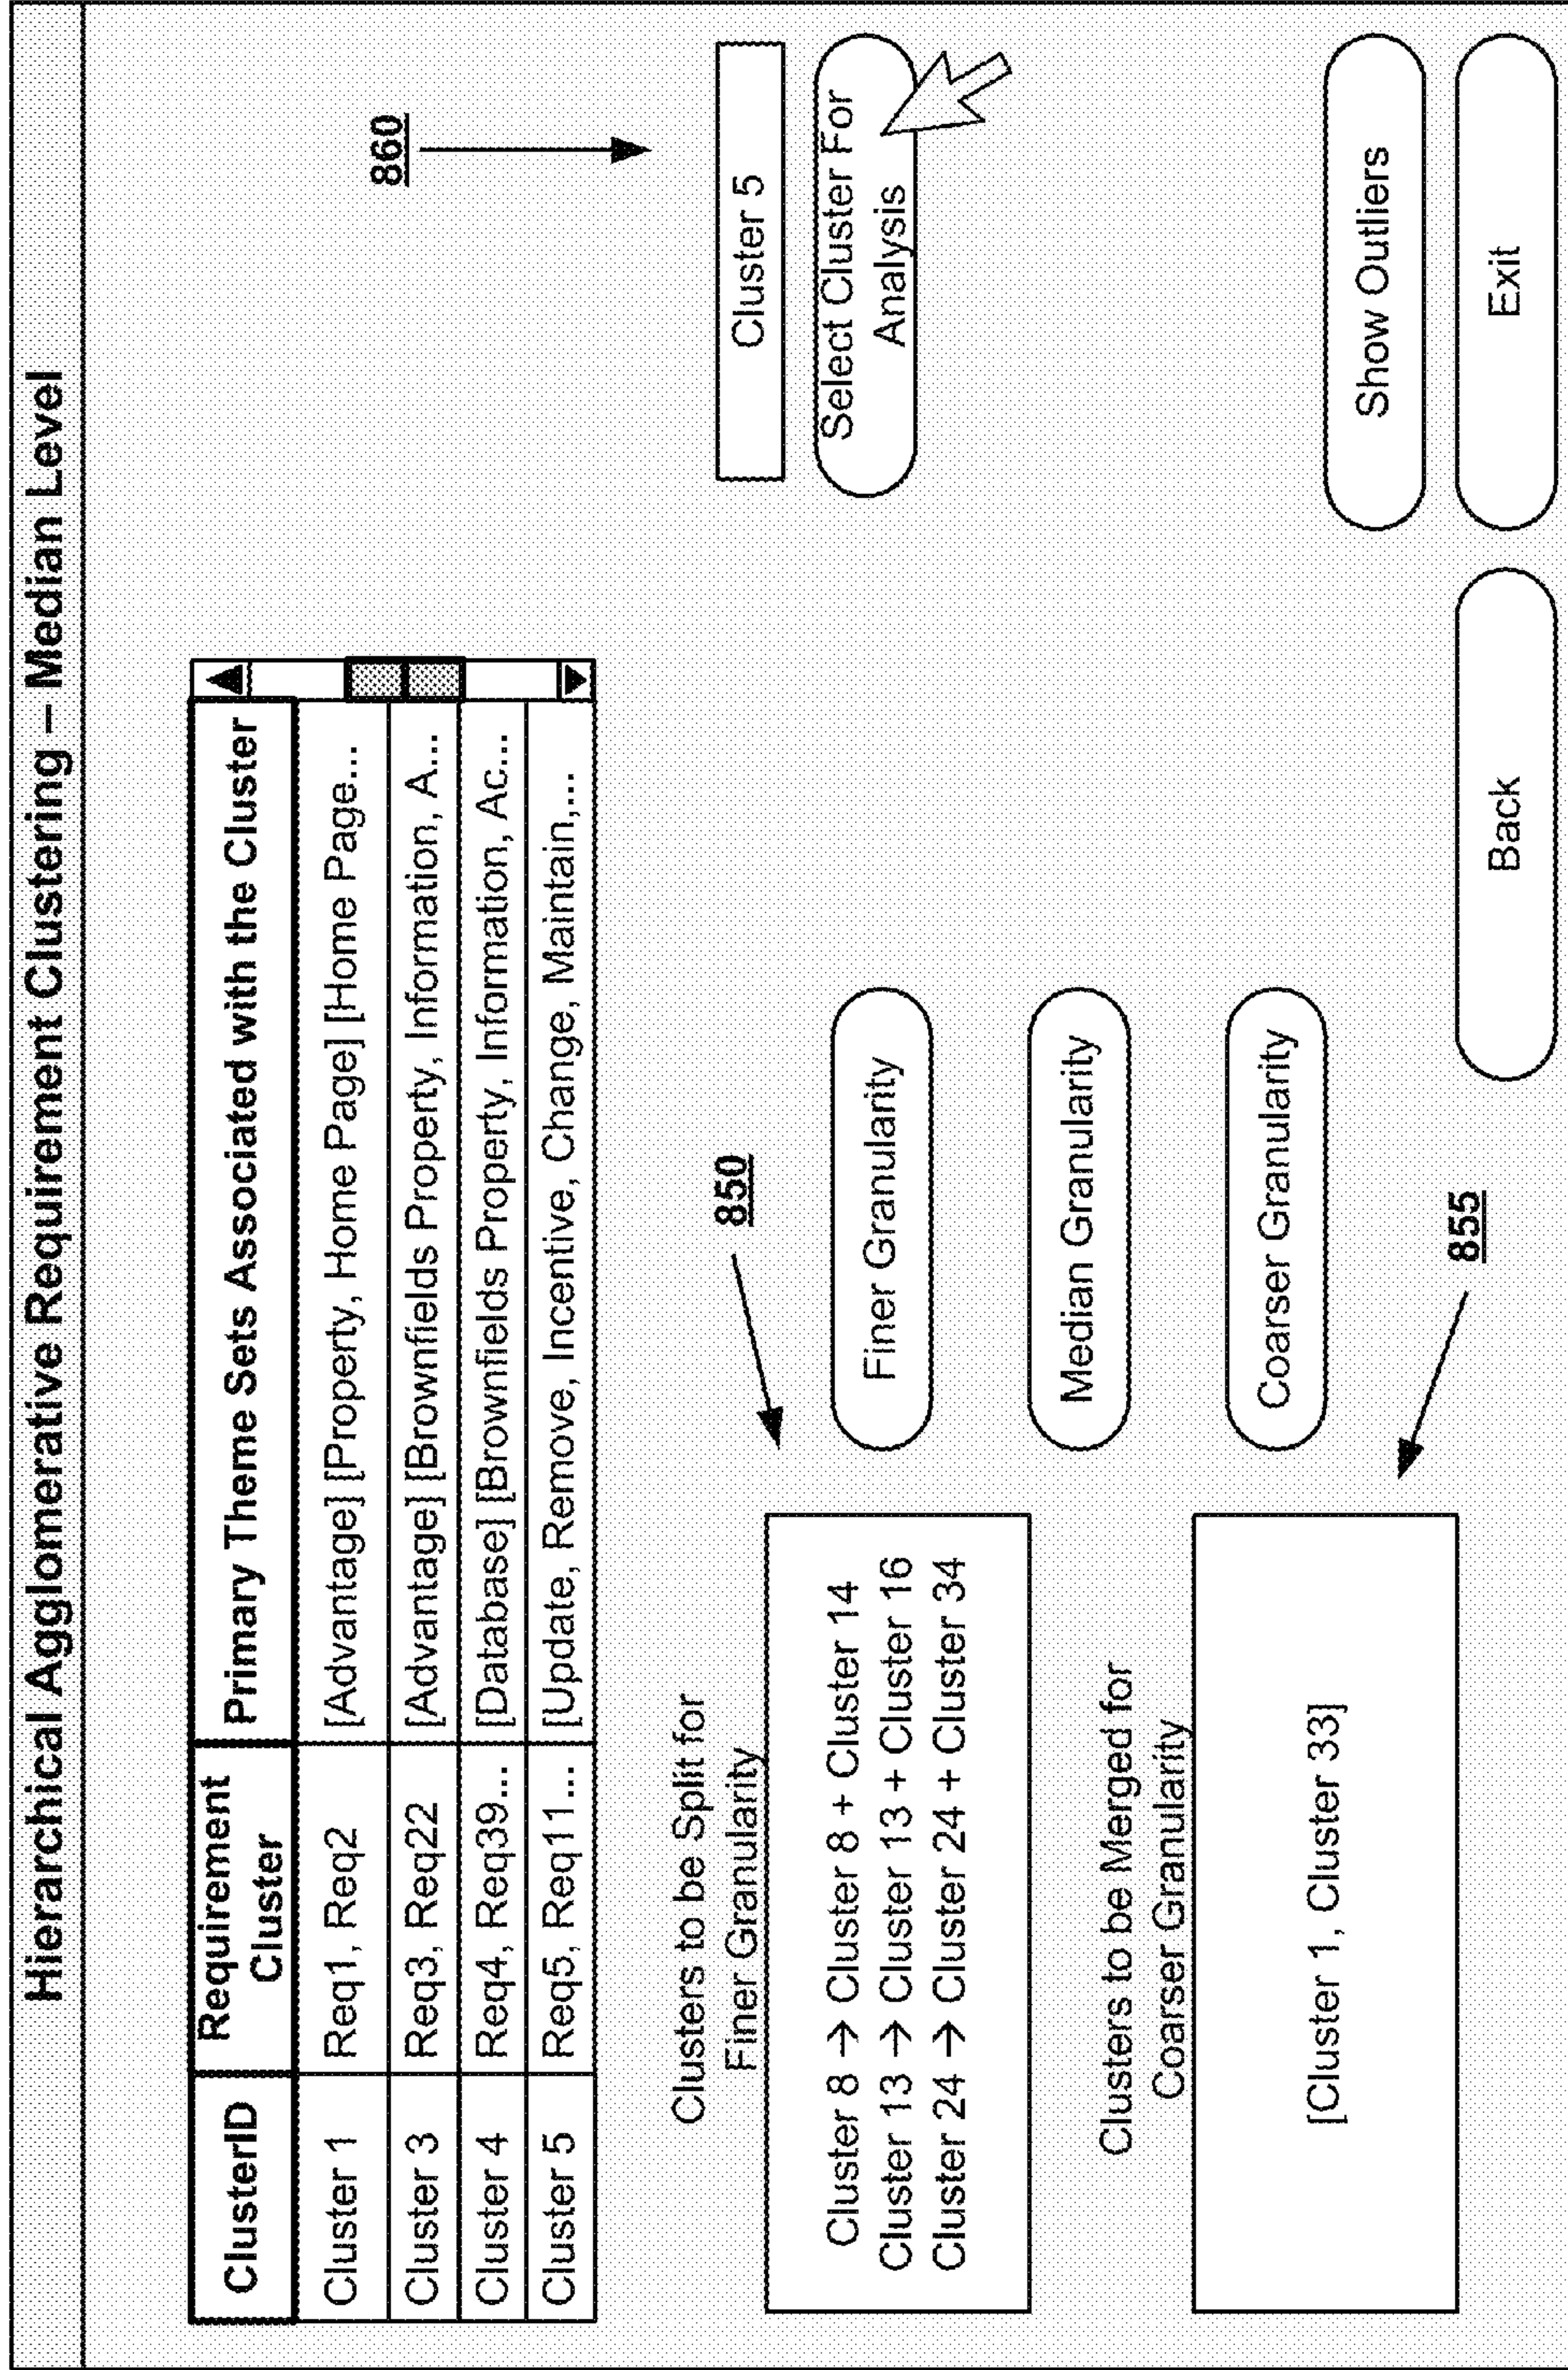 Hierarchical Agglomerative Requirement Clustering – Median Level
ClusterID
Requirement
Cluster
Primary Theme Sets Associated with the Cluster
Cluster 1
Req1, Req2
[Advantage] [Property, Home Page] [Home Page...
Cluster 3
Req3, Req22
[Advantage] [Brownfields Property, Information, A...
Cluster 4
Req4, Req39...
[Database] [Brownfields Property, Information, Ac...
Cluster 5
Req5, Req11...
[Update, Remove, Incentive, Change, Maintain,...
860
Cluster 5
Select Cluster For
Analysis
Clusters to be Split for
Finer Granularity
850
Cluster 8 → Cluster 8 + Cluster 14
Cluster 13 → Cluster 13 + Cluster 16
Cluster 24 → Cluster 24 + Cluster 34
Finer Granularity
Median Granularity
Coarser Granularity
Clusters to be Merged for
Coarser Granularity
[Cluster 1, Cluster 33]
855
Show Outliers
Back
Exit